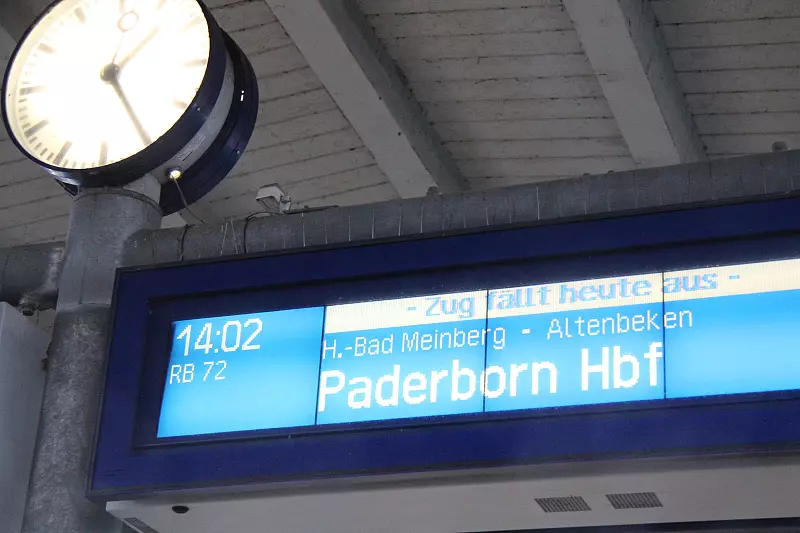 - Zug fällt heute aus -
14:02
H.-Bad Meinberg - Altenbeken
RB 72
Paderborn Hbf